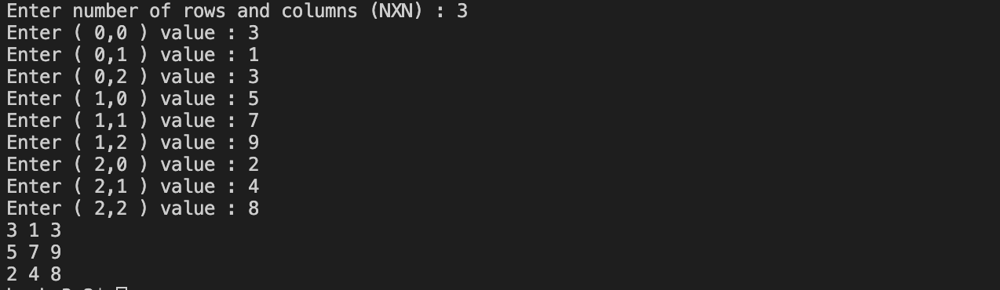 Enter number of rows and columns (NXN) : 3
Enter ( 0,0 ) value : 3
Enter ( 0,1 ) value : 1
Enter ( 0,2 ) value : 3
Enter ( 1,0 ) value : 5
Enter ( 1,1 ) value : 7
Enter ( 1,2 ) value : 9
Enter ( 2,0 ) value : 2
Enter ( 2,1 ) value : 4
Enter ( 2,2 ) value : 8
3 1 3
5 7 9
2 4 8